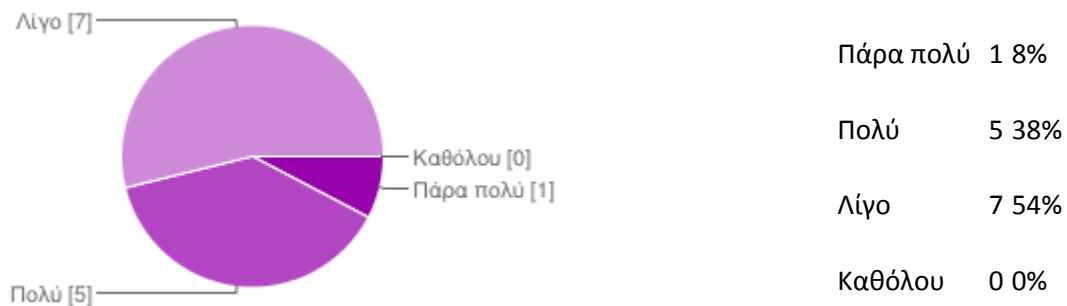 Λίγο [7]
Καθόλου [0]
Πάρα πολύ [1]
Πολύ [5]
Πάρα πολύ 1 8%
Πολύ 5 38%
Λίγο 7 54%
Καθόλου 0 0%